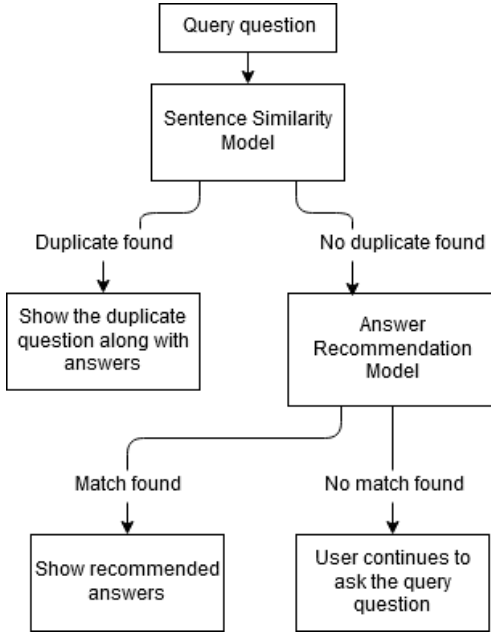 Query question
Sentence Similarity
Model
Duplicate found
No duplicate found
Show the duplicate
question along with
answers
Answer
Recommendation
Model
Match found
No match found
Show recommended
answers
User continues to
ask the query
question